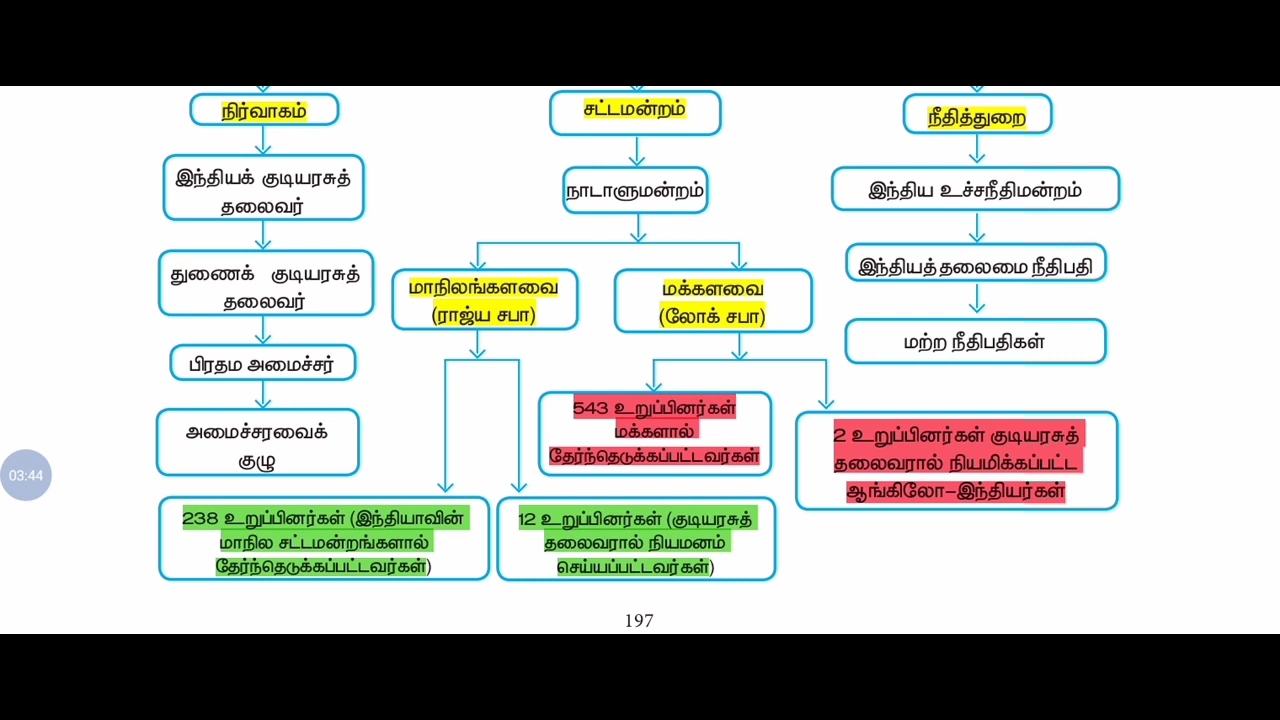 நிர்வாகம்
சட்டமன்றம்
நீதித்துறை
இந்தியக் குடியரசுத்
தலைவர்
நாடாளுமன்றம்
இந்திய உச்சநீதிமன்றம்
துணைக் குடியரசுத்
தலைவர்
மாநிலங்களவை
(ராஜ்ய சபா)
மக்களவை
(லோக் சபா)
இந்தியத் தலைமை நீதிபதி
பிரதம அமைச்சர்
மற்ற நீதிபதிகள்
அமைச்சரவைக்
குழு
543 உறுப்பினர்கள்
மக்களால்
தேர்ந்தெடுக்கப்பட்டவர்கள்
2 உறுப்பினர்கள் குடியரசுத்
தலைவரால் நியமிக்கப்பட்ட
ஆங்கிலோ–இந்தியர்கள்
03:44
238 உறுப்பினர்கள் (இந்தியாவின்
மாநில சட்டமன்றங்களால்
தேர்ந்தெடுக்கப்பட்டவர்கள்)
12 உறுப்பினர்கள் (குடியரசுத்
தலைவரால் நியமனம்
செய்யப்பட்டவர்கள்)
197